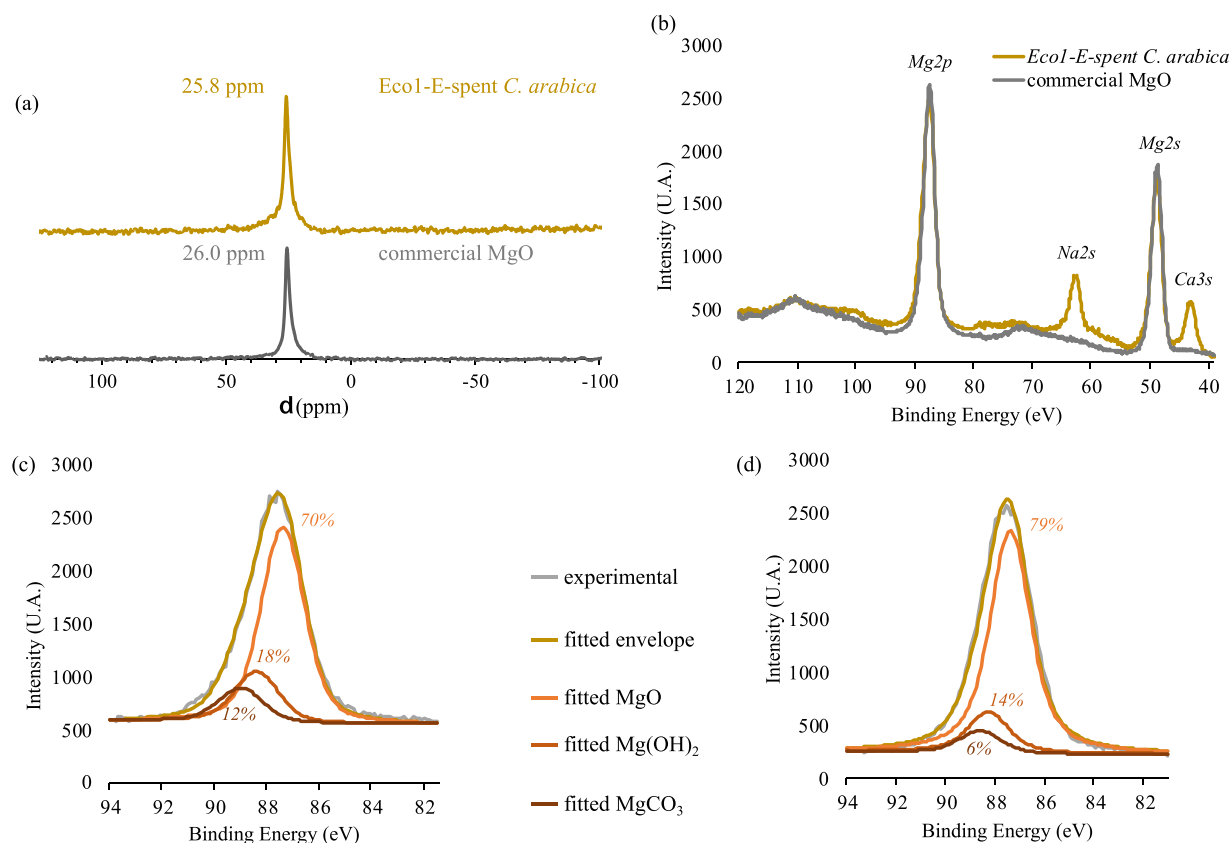 (a)
25.8 ppm
Eco1-E-spent C. arabica
26.0 ppm
commercial MgO
100
50
0
-50
-100
d (ppm)
(b)
Eco1-E-spent C. arabica
commercial MgO
Mg2p
Mg2s
Na2s
Ca3s
Intensity (U.A.)
3000
2500
2000
1500
1000
500
0
120 110 100 90 80 70 60 50 40
Binding Energy (eV)
(c)
Intensity (U.A.)
3000
2500
2000
1500
1000
500
0
70%
18%
12%
94 92 90 88 86 84 82
Binding Energy (eV)
experimental
fitted envelope
fitted MgO
fitted Mg(OH)2
fitted MgCO3
(d)
Intensity (U.A.)
3000
2500
2000
1500
1000
500
0
79%
14%
6%
94 92 90 88 86 84 82
Binding Energy (eV)